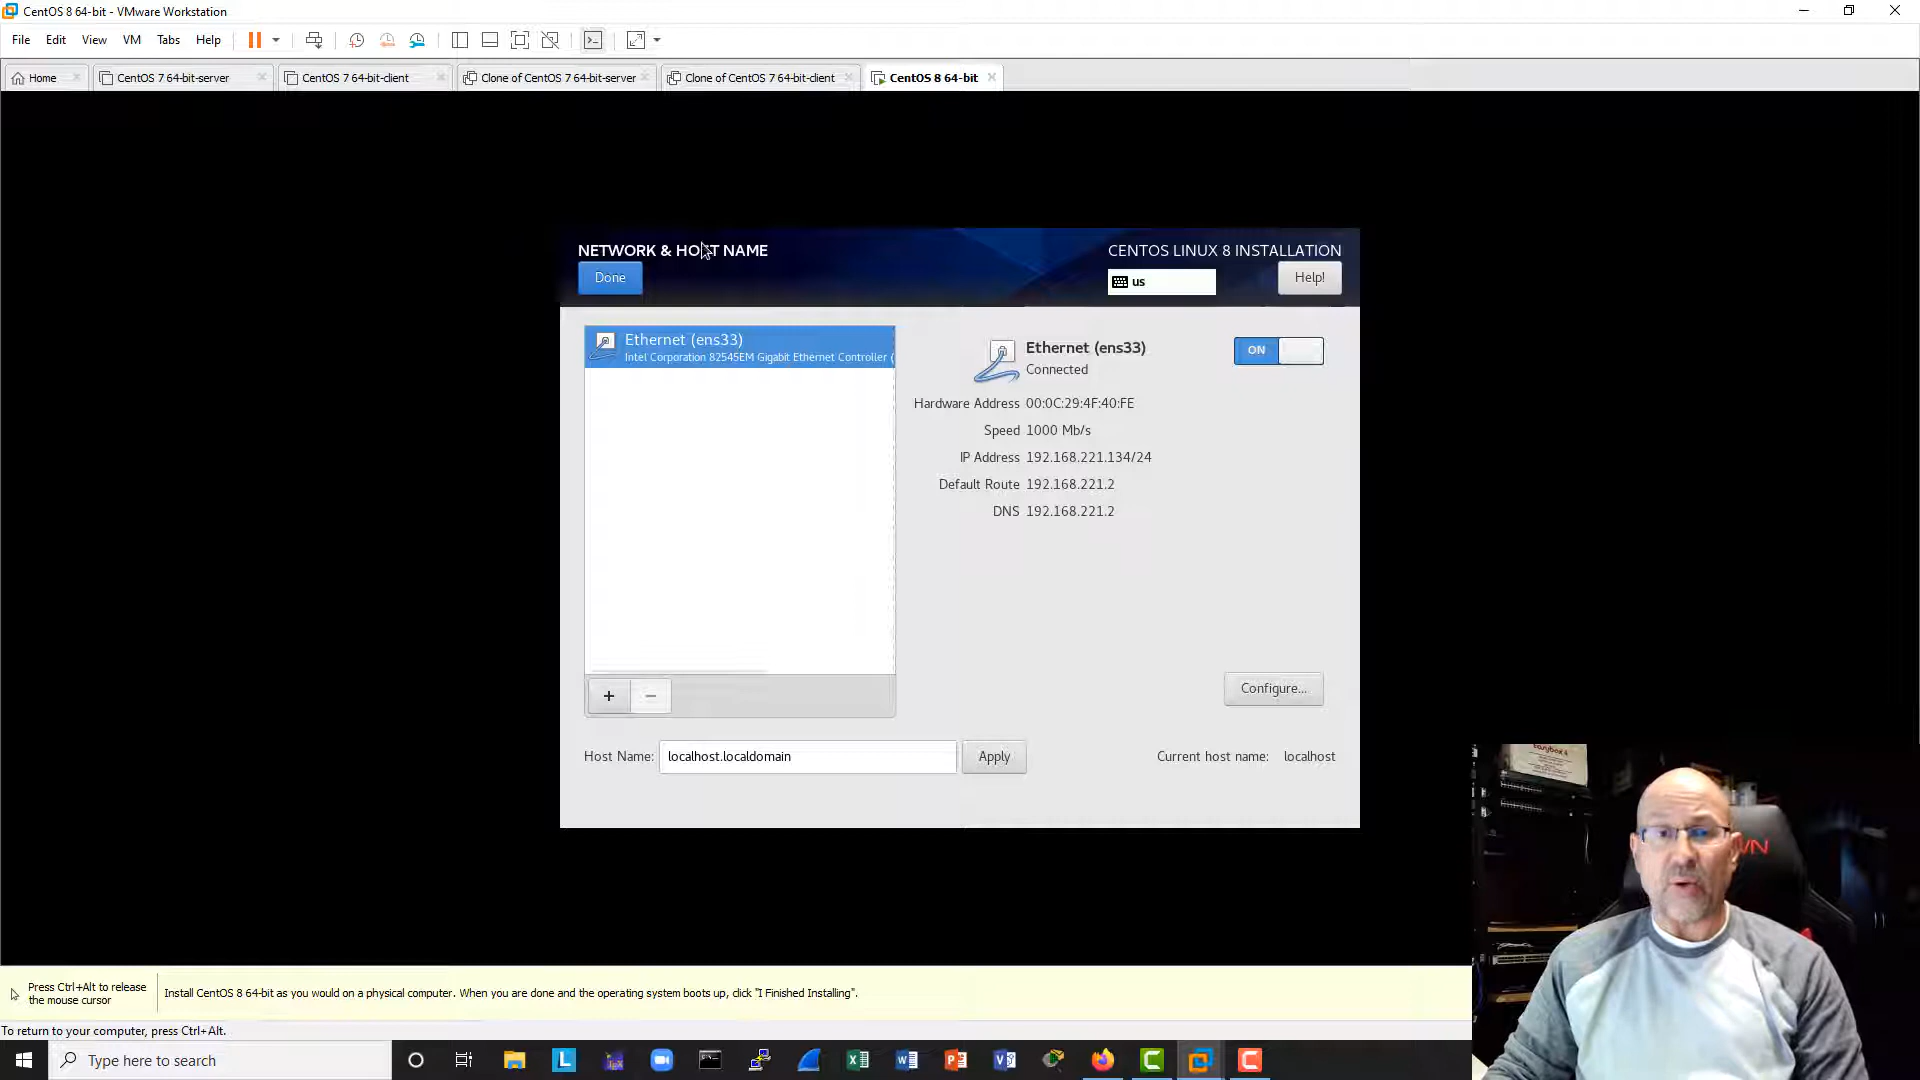 CentOS 8 64-bit - VMware Workstation
File Edit View VM Tabs Help
Home CentOS 7 64-bit-server CentOS 7 64-bit-client Clone of CentOS 7 64-bit-server Clone of CentOS 7 64-bit-client CentOS 8 64-bit
NETWORK & HOST NAME CENTOS LINUX 8 INSTALLATION
Done us Help!
Ethernet (ens33)
Intel Corporation 82545EM Gigabit Ethernet Controller (
Ethernet (ens33)
Connected
ON
Hardware Address 00:0C:29:4F:40:FE
Speed 1000 Mb/s
IP Address 192.168.221.134/24
Default Route 192.168.221.2
DNS 192.168.221.2
+ −
Configure...
Host Name: localhost.localdomain Apply Current host name: localhost
Press Ctrl+Alt to release
the mouse cursor
Install CentOS 8 64-bit as you would on a physical computer. When you are done and the operating system boots up, click "I Finished Installing".
To return to your computer, press Ctrl+Alt.
Type here to search